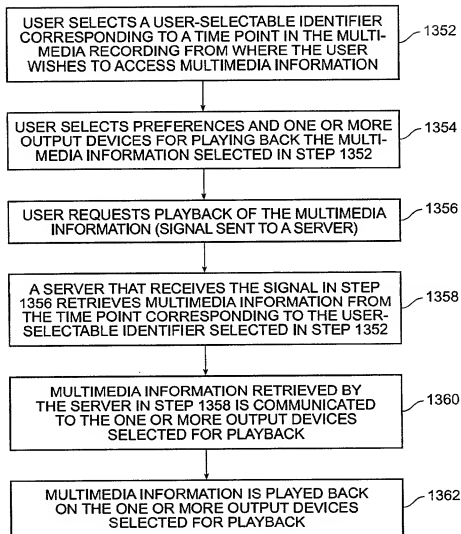 USER SELECTS A USER-SELECTABLE IDENTIFIER
CORRESPONDING TO A TIME POINT IN THE MULTI-
MEDIA RECORDING FROM WHERE THE USER
WISHES TO ACCESS MULTIMEDIA INFORMATION
1352
USER SELECTS PREFERENCES AND ONE OR MORE
OUTPUT DEVICES FOR PLAYING BACK THE MULTI-
MEDIA INFORMATION SELECTED IN STEP 1352
1354
USER REQUESTS PLAYBACK OF THE MULTIMEDIA
INFORMATION (SIGNAL SENT TO A SERVER)
1356
A SERVER THAT RECEIVES THE SIGNAL IN STEP
1356 RETRIEVES MULTIMEDIA INFORMATION FROM
THE TIME POINT CORRESPONDING TO THE USER-
SELECTABLE IDENTIFIER SELECTED IN STEP 1352
1358
MULTIMEDIA INFORMATION RETRIEVED BY
THE SERVER IN STEP 1358 IS COMMUNICATED
TO THE ONE OR MORE OUTPUT DEVICES
SELECTED FOR PLAYBACK
1360
MULTIMEDIA INFORMATION IS PLAYED BACK
ON THE ONE OR MORE OUTPUT DEVICES
SELECTED FOR PLAYBACK
1362